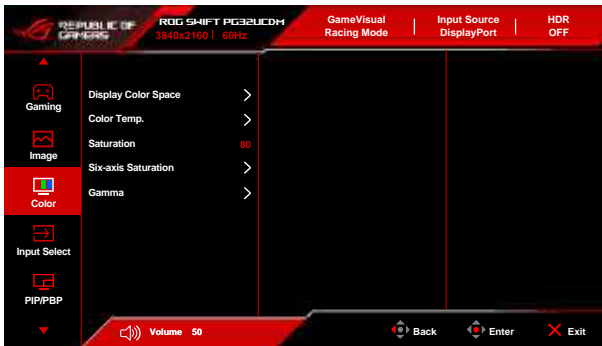 REPUBLIC OF
GAMERS
ROG SWIFT PG32UCDM
3840x2160 | 60Hz
GameVisual
Racing Mode
Input Source
DisplayPort
HDR
OFF
Gaming
Image
Color
Input Select
PIP/PBP
Display Color Space
Color Temp.
Saturation 80
Six-axis Saturation
Gamma
Volume 50
Back
Enter
Exit